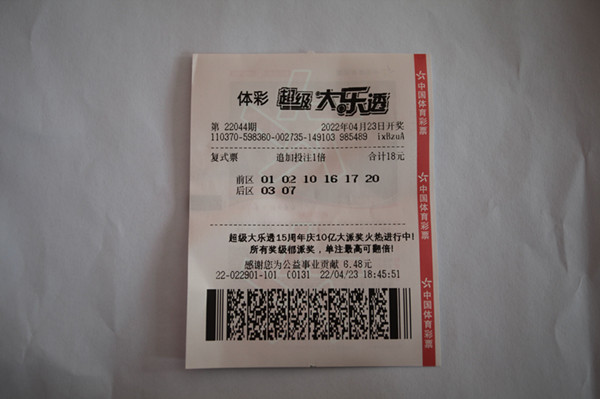 体彩 超级大乐透
第 22044期 2022年04月23日开奖
110370-598360-002735-149103 985489 ixHzuA
复式票 追加投注1倍 合计18元
前区 01 02 10 16 17 20
后区 03 07
超级大乐透15周年庆10亿大派奖火热进行中!
所有奖级都派奖,单注最高可翻倍!
感谢您为公益事业贡献 6.48元
22-022901-101 C0131 22/04/23 18:45:51
中国体育彩票
中国体育彩票
中国体育彩票